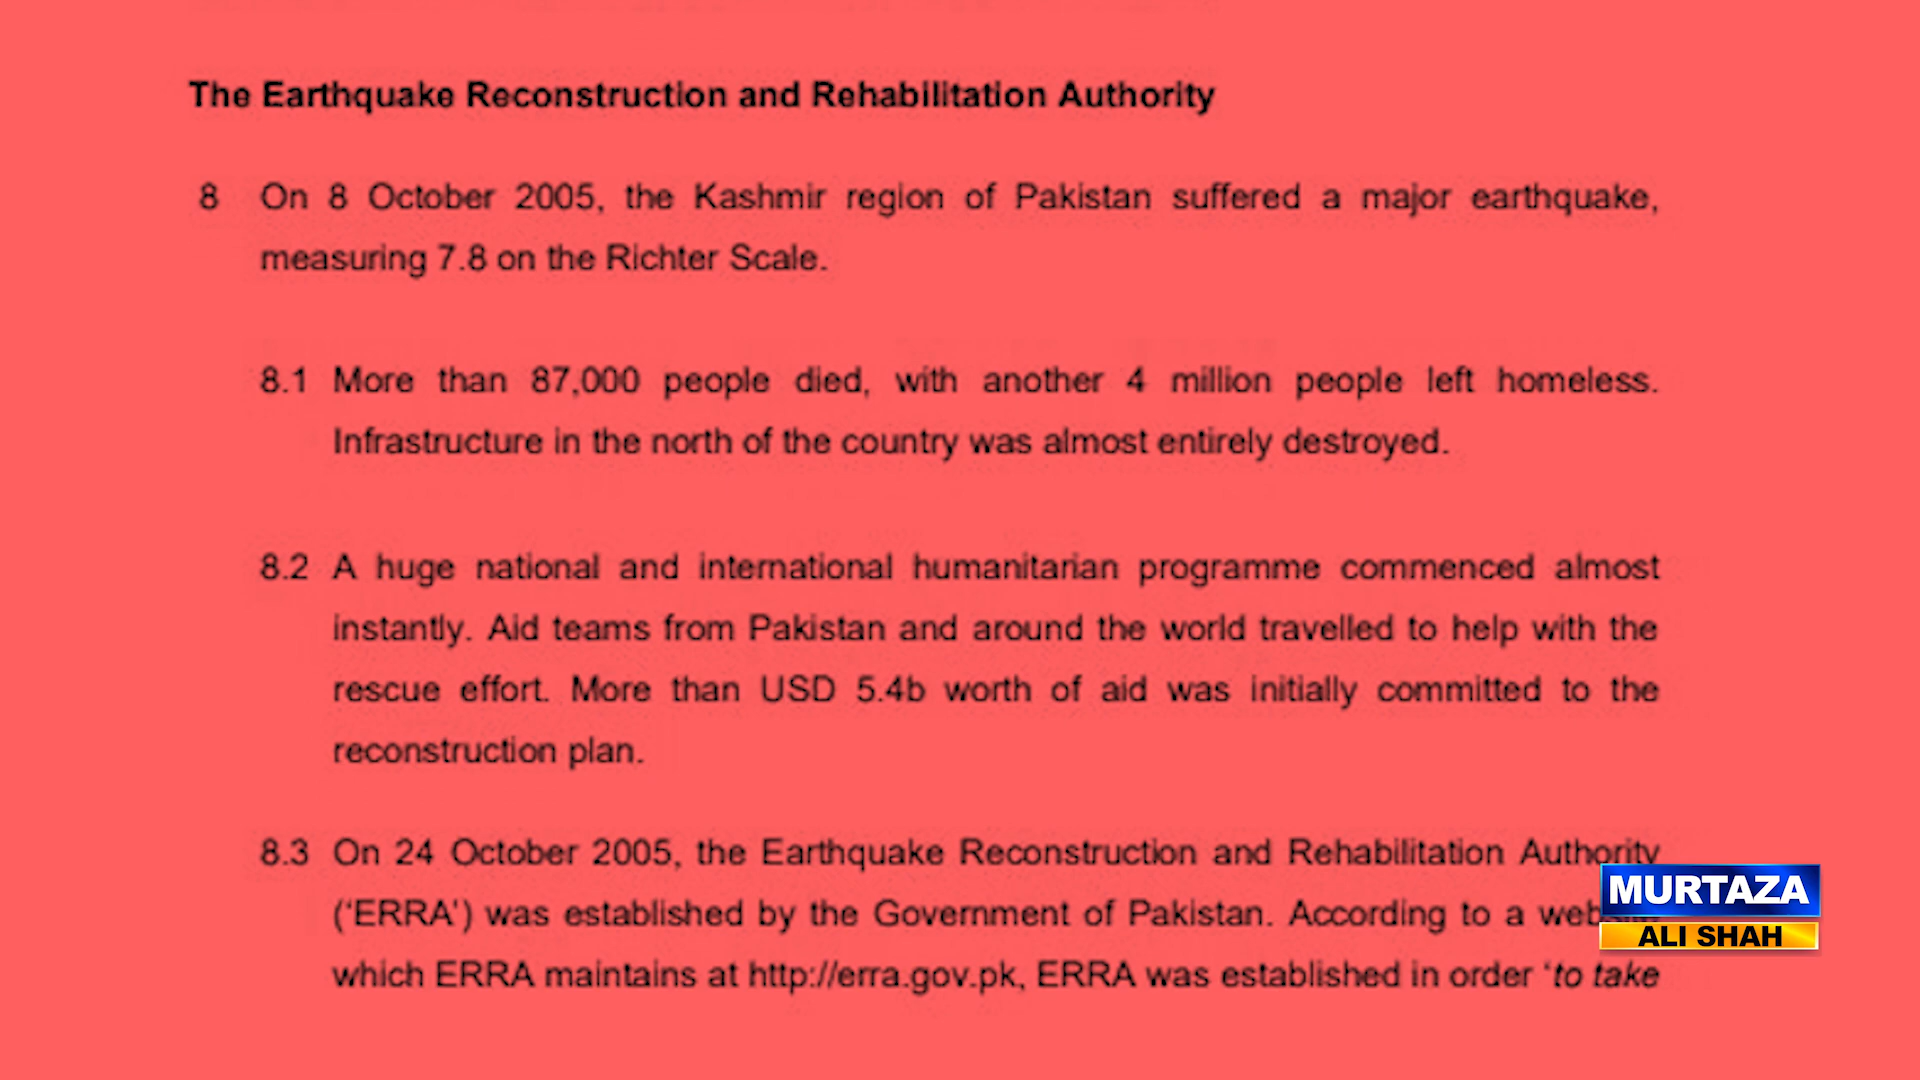 The Earthquake Reconstruction and Rehabilitation Authority
8 On 8 October 2005, the Kashmir region of Pakistan suffered a major earthquake,
measuring 7.8 on the Richter Scale.
8.1 More than 87,000 people died, with another 4 million people left homeless.
Infrastructure in the north of the country was almost entirely destroyed.
8.2 A huge national and international humanitarian programme commenced almost
instantly. Aid teams from Pakistan and around the world travelled to help with the
rescue effort. More than USD 5.4b worth of aid was initially committed to the
reconstruction plan.
8.3 On 24 October 2005, the Earthquake Reconstruction and Rehabilitation Authority
('ERRA') was established by the Government of Pakistan. According to a website
which ERRA maintains at http://erra.gov.pk, ERRA was established in order 'to take
MURTAZA
ALI SHAH